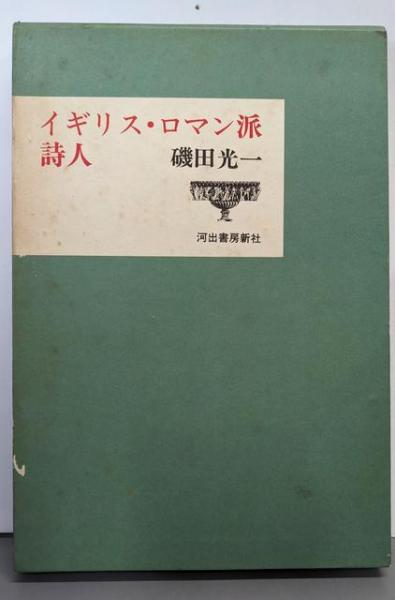 イギリス・ロマン派
詩人 磯田光一
河出書房新社